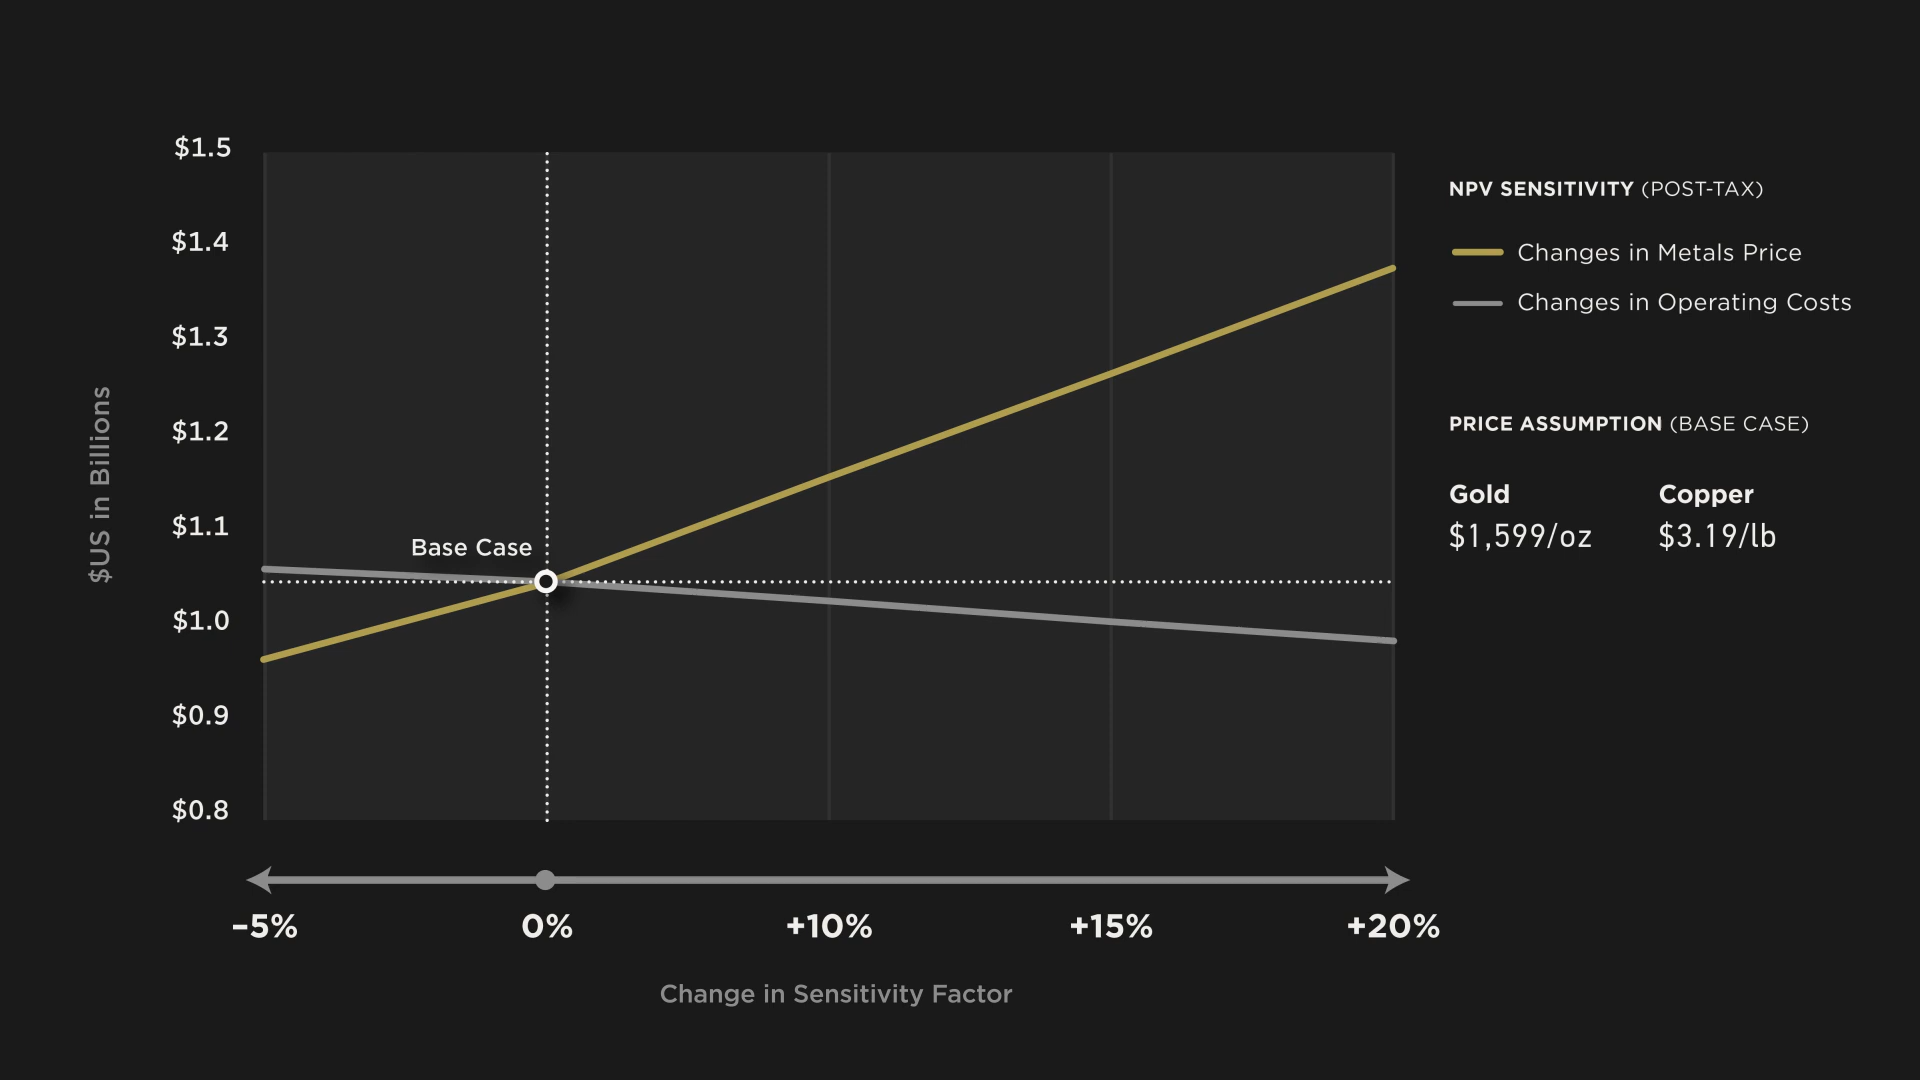 $1.5
$1.4
$1.3
$1.2
$1.1
$1.0
$0.9
$0.8
$US in Billions
Base Case
-5%
0%
+10%
+15%
+20%
Change in Sensitivity Factor
NPV SENSITIVITY (POST-TAX)
Changes in Metals Price
Changes in Operating Costs
PRICE ASSUMPTION (BASE CASE)
Gold Copper
$1,599/oz $3.19/lb